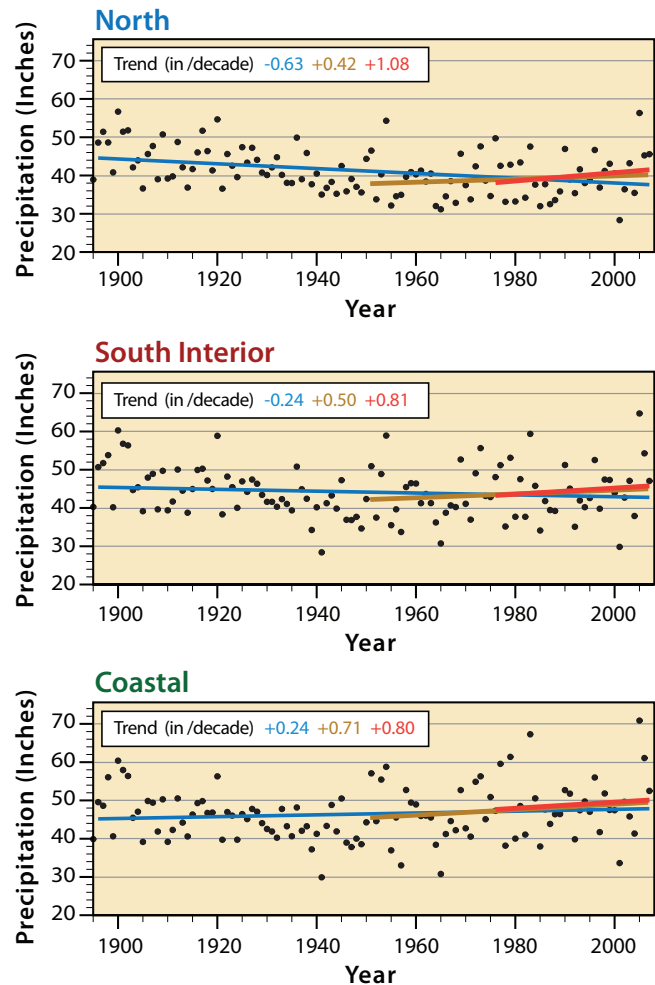 North
Precipitation (Inches)
Trend (in /decade) -0.63 +0.42 +1.08
70
60
50
40
30
20
1900 1920 1940 1960 1980 2000
Year
South Interior
Precipitation (Inches)
Trend (in /decade) -0.24 +0.50 +0.81
70
60
50
40
30
20
1900 1920 1940 1960 1980 2000
Year
Coastal
Precipitation (Inches)
Trend (in /decade) +0.24 +0.71 +0.80
70
60
50
40
30
20
1900 1920 1940 1960 1980 2000
Year